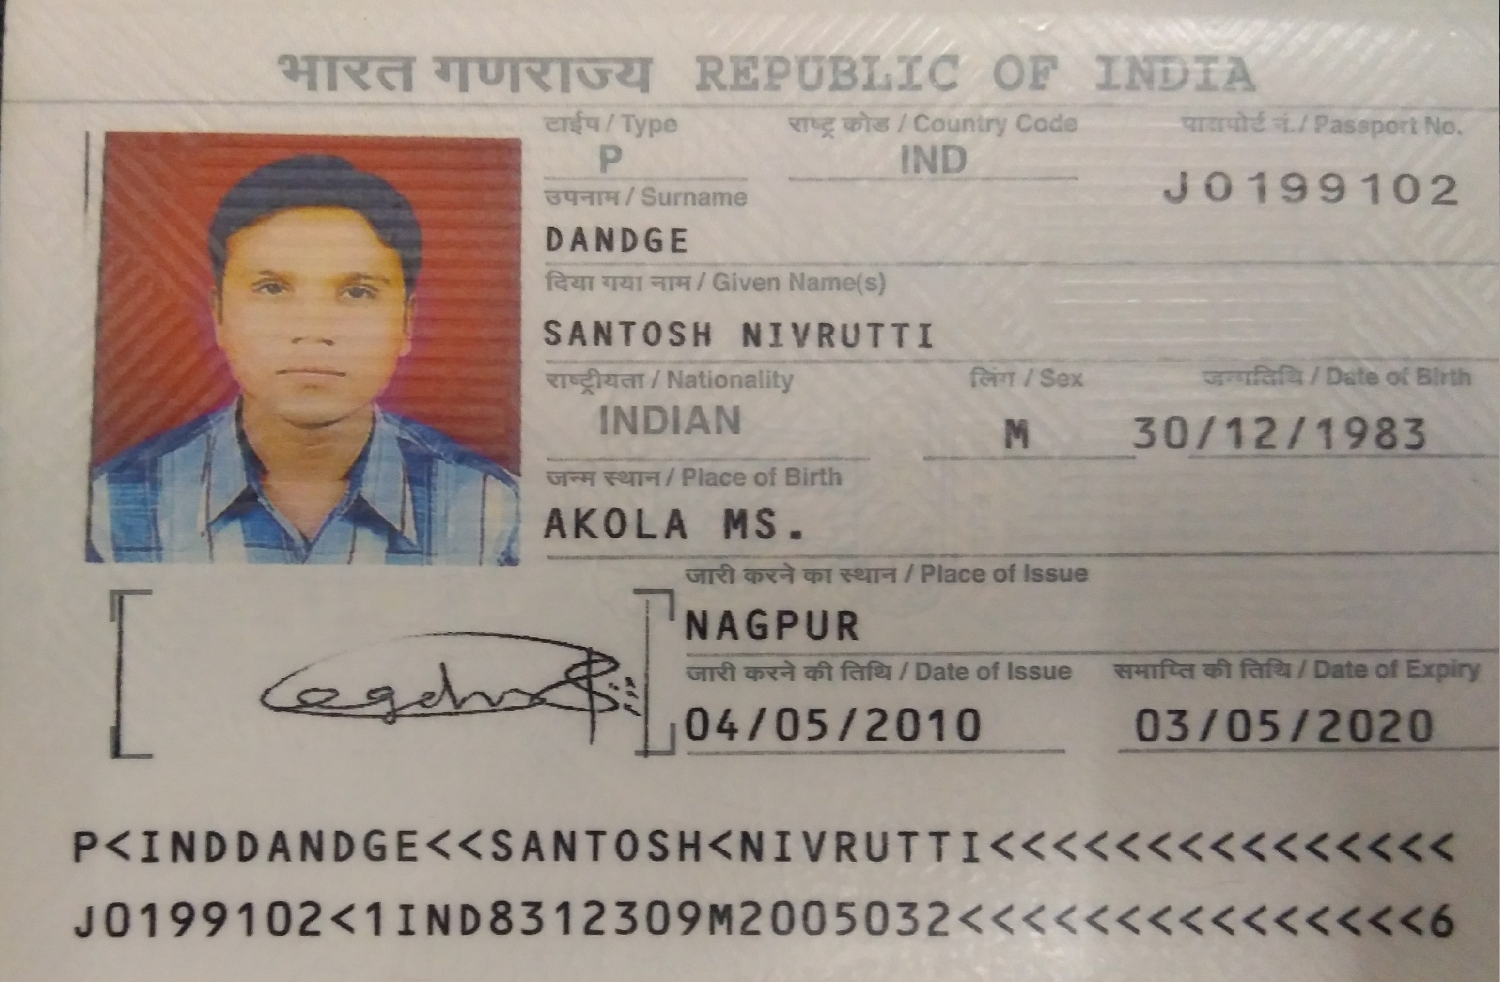 भारत गणराज्य REPUBLIC OF INDIA
टाईप / Type राष्ट्र कोड / Country Code पासपोर्ट नं. / Passport No.
P IND J0199102
उपनाम / Surname
DANDGE
दिया गया नाम / Given Name(s)
SANTOSH NIVRUTTI
राष्ट्रीयता / Nationality लिंग / Sex जन्मतिथि / Date of Birth
INDIAN M 30/12/1983
जन्म स्थान / Place of Birth
AKOLA MS.
जारी करने का स्थान / Place of Issue
NAGPUR
जारी करने की तिथि / Date of Issue समाप्ति की तिथि / Date of Expiry
04/05/2010 03/05/2020
P<INDDANDGE<<SANTOSH<NIVRUTTI<<<<<<<<<<<<<<<
J0199102<1IND8312309M2005032<<<<<<<<<<<<<<<6